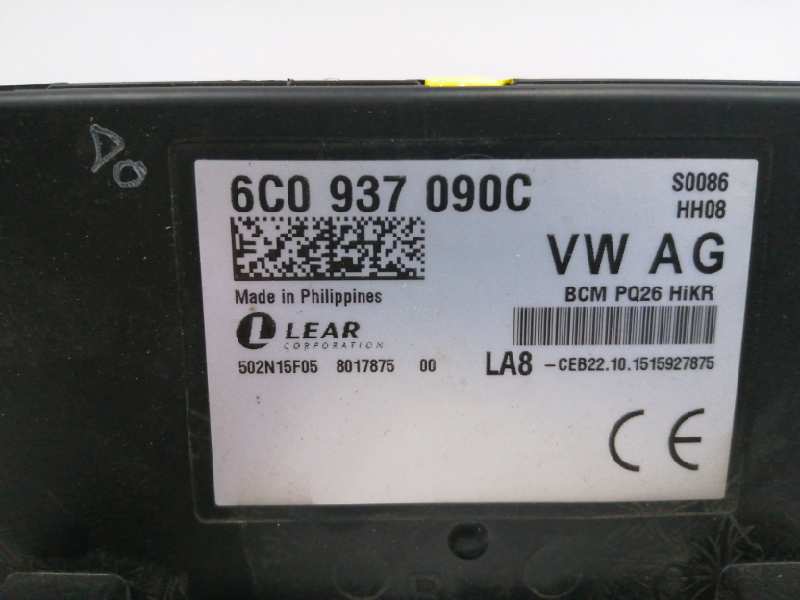 Do
6C0 937 090C
S0086
HH08
VW AG
BCM PQ26 HiKR
Made in Philippines
LEAR
CORPORATION
502N15F05 8017875 00
LA8 -CEB22.10.1515927875
CE